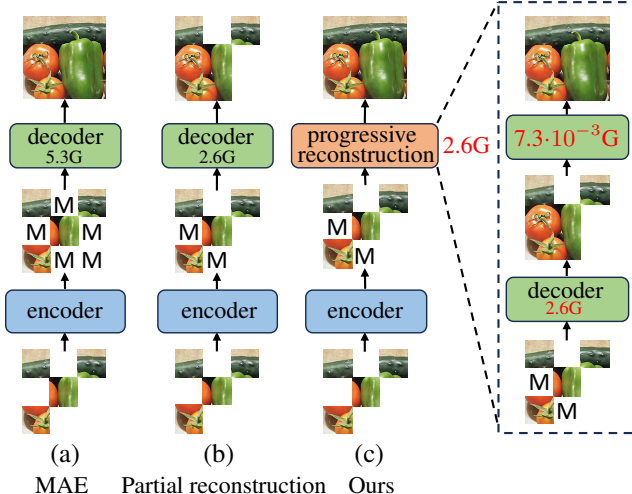 decoder
5.3G
decoder
2.6G
progressive
reconstruction
2.6G
7.3·10⁻³G
M
M
M
M
M
M
M
M
M
decoder
2.6G
encoder
encoder
encoder
M
M
(a)
(b)
(c)
MAE
Partial reconstruction
Ours